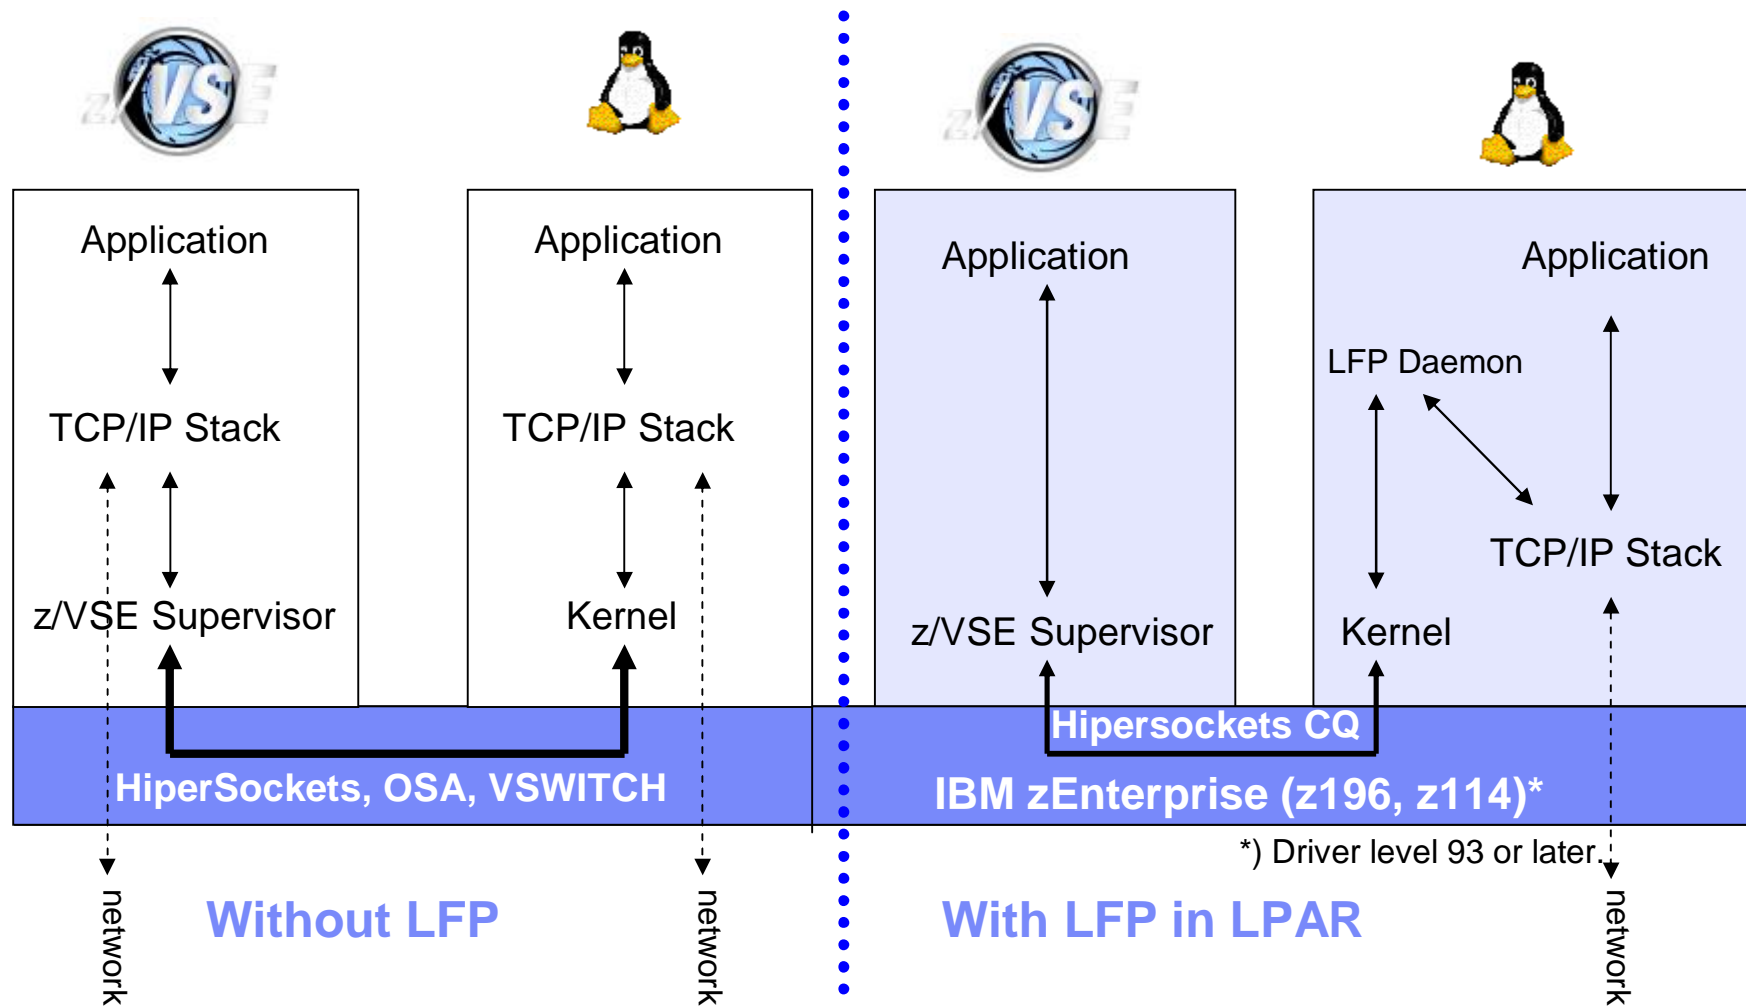 z/VSE
Application
TCP/IP Stack
z/VSE Supervisor
Application
TCP/IP Stack
Kernel
HiperSockets, OSA, VSWITCH
network
network
Without LFP
z/VSE
Application
z/VSE Supervisor
Application
LFP Daemon
TCP/IP Stack
Kernel
Hipersockets CQ
IBM zEnterprise (z196, z114)*
*) Driver level 93 or later.
network
With LFP in LPAR